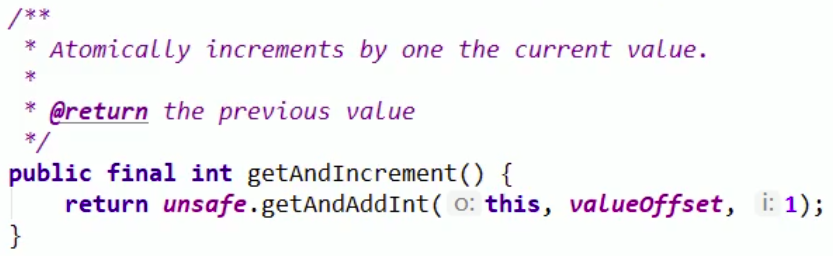 /**
 * Atomically increments by one the current value.
 *
 * @return the previous value
 */
public final int getAndIncrement() {
    return unsafe.getAndAddInt( o: this, valueOffset, i: 1);
}